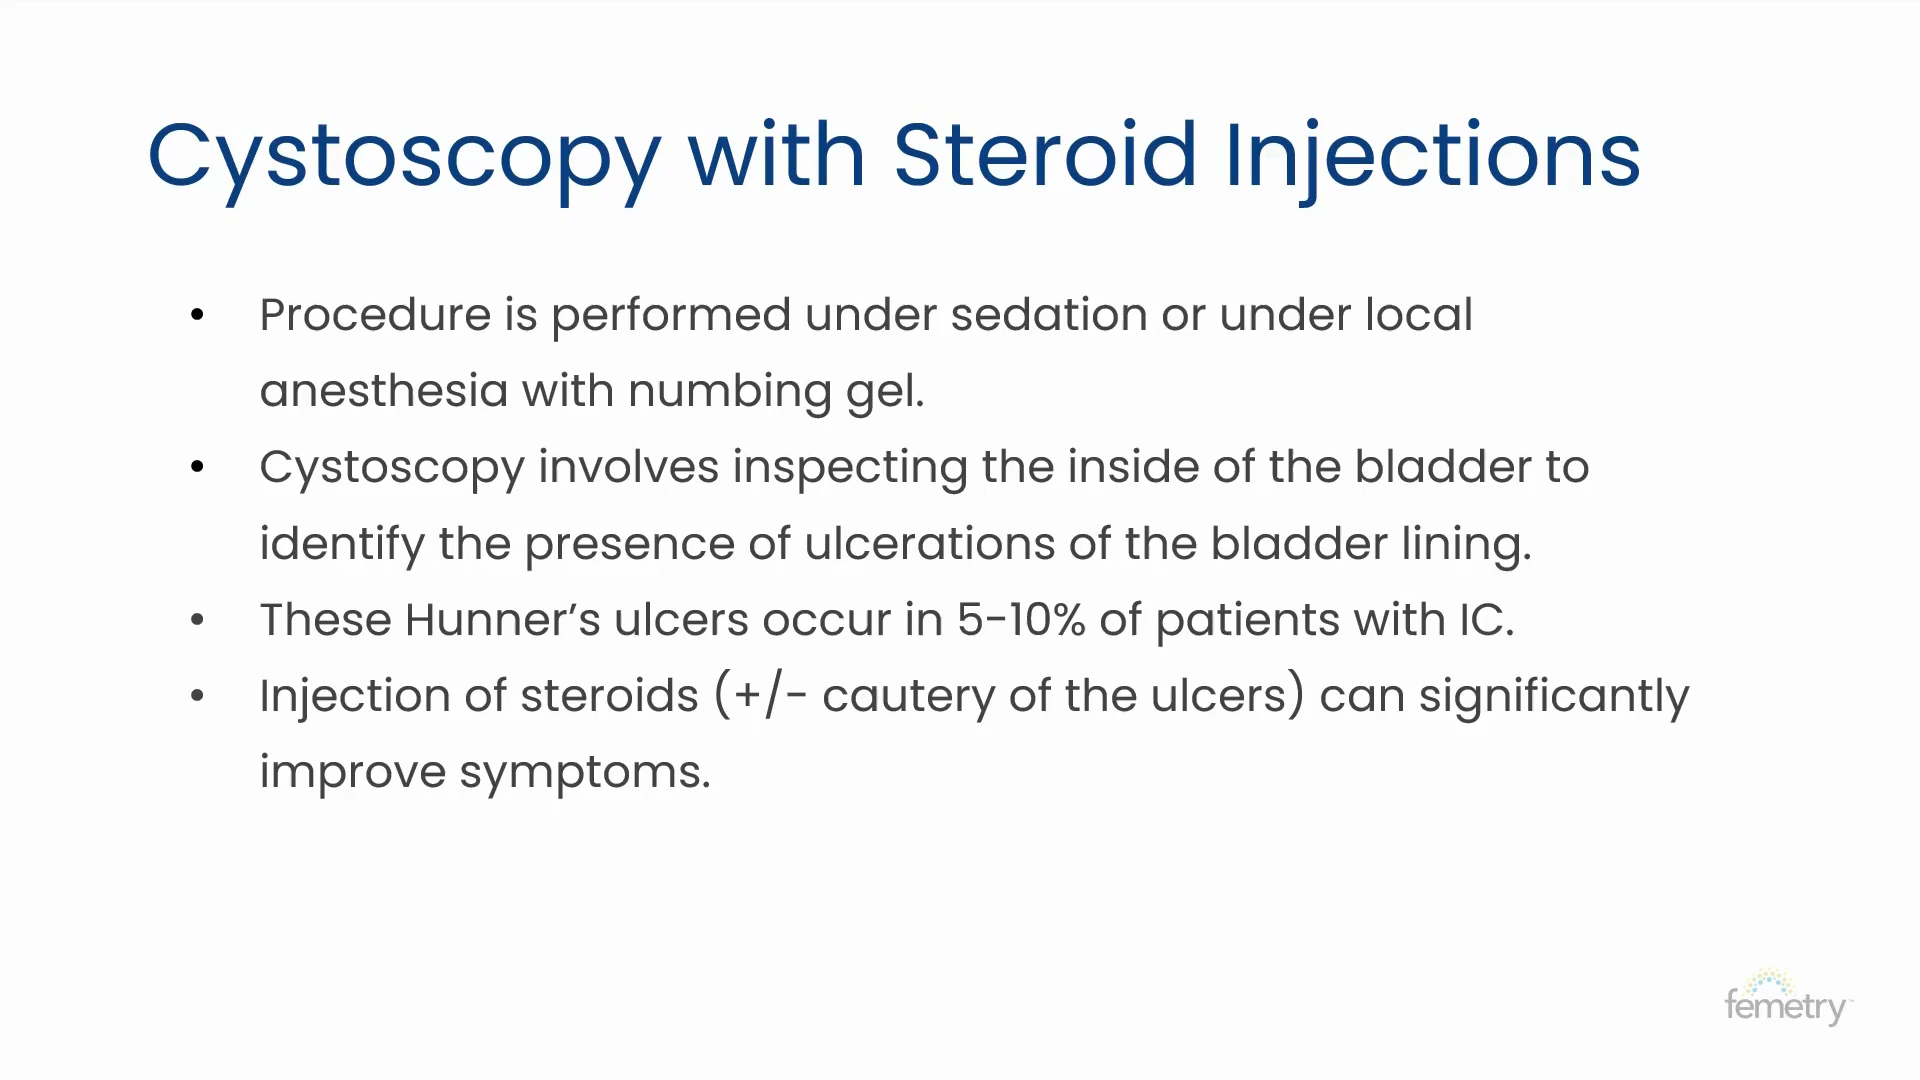 Cystoscopy with Steroid Injections
• Procedure is performed under sedation or under local
anesthesia with numbing gel.
• Cystoscopy involves inspecting the inside of the bladder to
identify the presence of ulcerations of the bladder lining.
• These Hunner’s ulcers occur in 5-10% of patients with IC.
• Injection of steroids (+/- cautery of the ulcers) can significantly
improve symptoms.
femetry